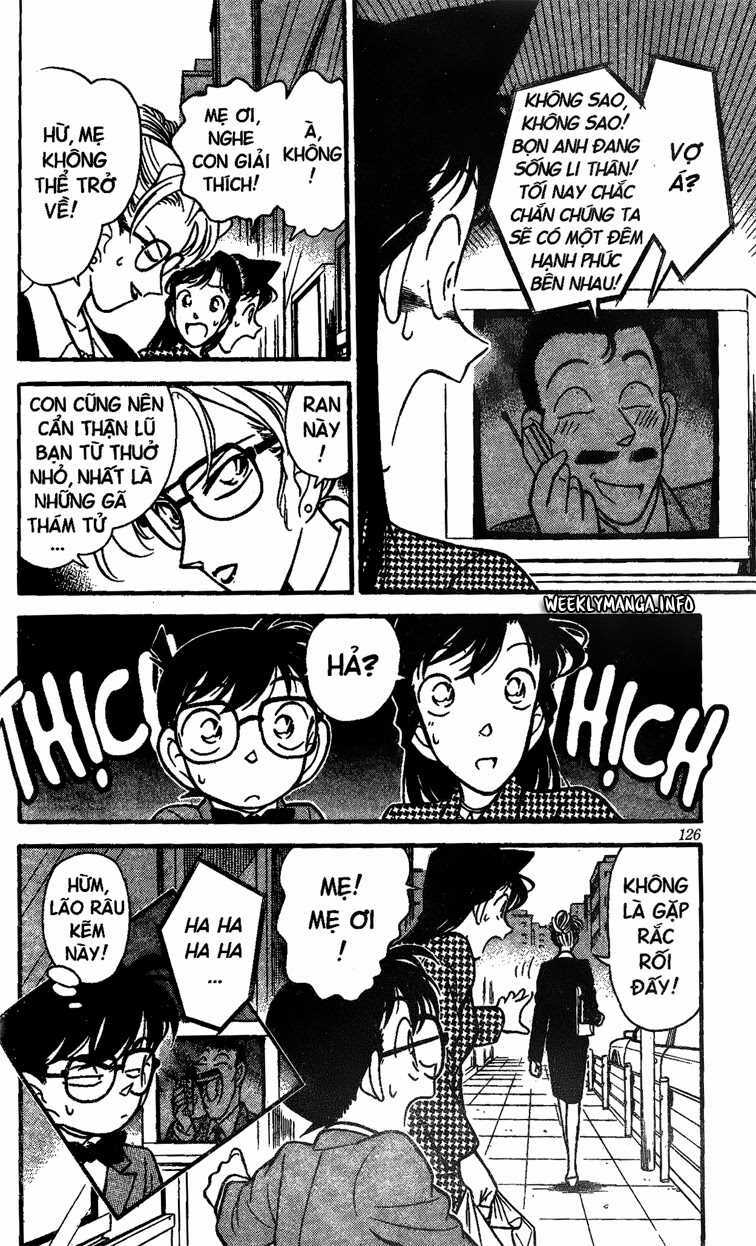 VỢ
Á?
KHÔNG SAO,
KHÔNG SAO!
BỌN ANH ĐANG
SỐNG LI THÂN!
TỐI NAY CHẮC
CHẮN CHÚNG TA
SẼ CÓ MỘT ĐÊM
HẠNH PHÚC
BÊN NHAU!
À,
KHÔNG
!
MẸ ƠI,
NGHE
CON GIẢI
THÍCH!
HỪ, MẸ
KHÔNG
THỂ TRỞ
VỀ!
RAN
NÀY
!
CON CŨNG NÊN
CẨN THẬN LŨ
BẠN TỪ THUỞ
NHỎ, NHẤT LÀ
NHỮNG GÃ
THÁM TỬ
...
WEEKLYMANGA.INFO
THỊCH
HẢ?
THỊCH
126
KHÔNG
LÀ GẶP
RẮC
RỐI
ĐẤY!
MẸ!
MẸ ƠI
!
HA HA
HA HA
...
HỪM,
LÃO RÂU
KẼM
NÀY!